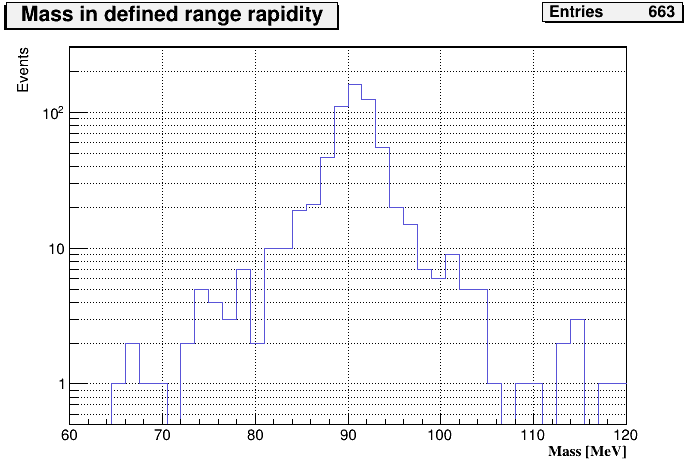 Mass in defined range rapidity
Entries 663
Events
10²
10
1
60 70 80 90 100 110 120
Mass [MeV]